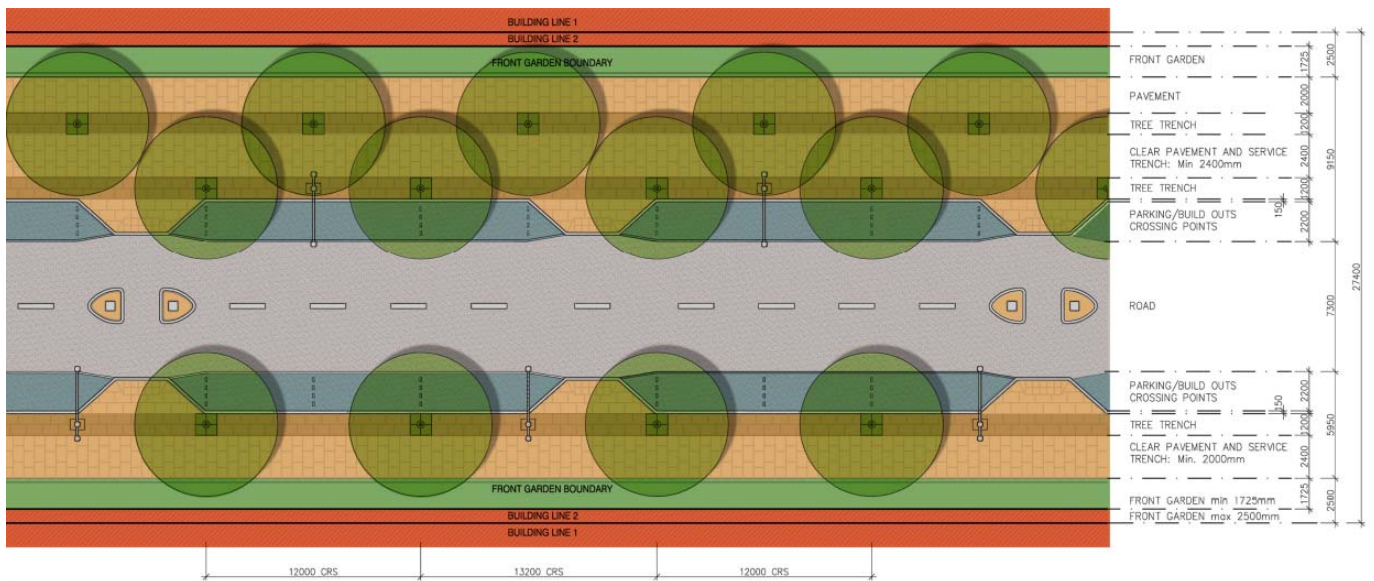 BUILDING LINE 1
BUILDING LINE 2
FRONT GARDEN BOUNDARY
FRONT GARDEN
PAVEMENT
TREE TRENCH
CLEAR PAVEMENT AND SERVICE
TRENCH: Min 2400mm
TREE TRENCH
PARKING/BUILD OUTS
CROSSING POINTS
ROAD
PARKING/BUILD OUTS
CROSSING POINTS
TREE TRENCH
CLEAR PAVEMENT AND SERVICE
TRENCH: Min. 2000mm
FRONT GARDEN min 1725mm
FRONT GARDEN max 2500mm
1725
2000
1200
2400
1200
150
2200
2200
150
1200
2400
1725
2500
9150
7300
5950
2500
27400
FRONT GARDEN BOUNDARY
BUILDING LINE 2
BUILDING LINE 1
12000 CRS
13200 CRS
12000 CRS